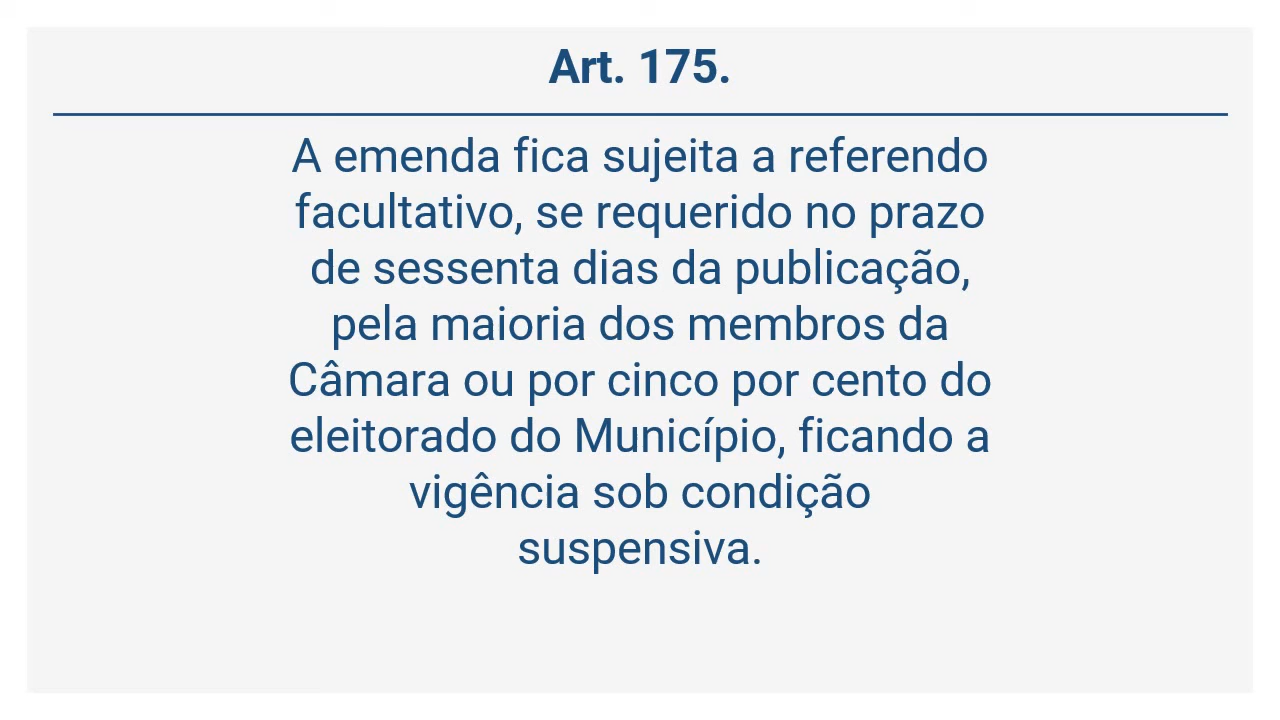 Art. 175.
A emenda fica sujeita a referendo
facultativo, se requerido no prazo
de sessenta dias da publicação,
pela maioria dos membros da
Câmara ou por cinco por cento do
eleitorado do Município, ficando a
vigência sob condição
suspensiva.